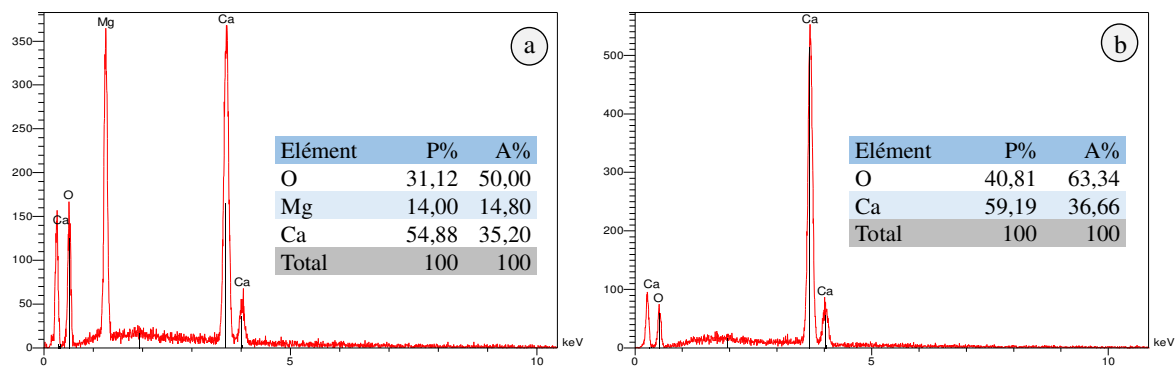 a
Mg
Ca
Ca
O
Ca
350
300
250
200
150
100
50
0
0
5
10
keV
Elément P% A%
O 31,12 50,00
Mg 14,00 14,80
Ca 54,88 35,20
Total 100 100
b
Ca
Ca
O
Ca
500
400
300
200
100
0
0
5
10
keV
Elément P% A%
O 40,81 63,34
Ca 59,19 36,66
Total 100 100